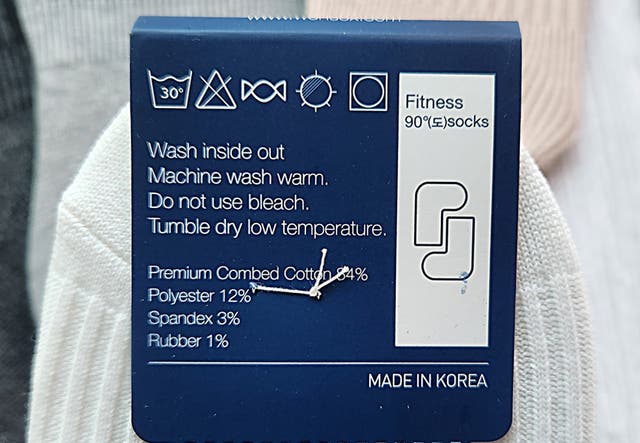 30°
Fitness
90°(도)socks
Wash inside out
Machine wash warm.
Do not use bleach.
Tumble dry low temperature.
Premium Combed Cotton 84%
Polyester 12%
Spandex 3%
Rubber 1%
MADE IN KOREA